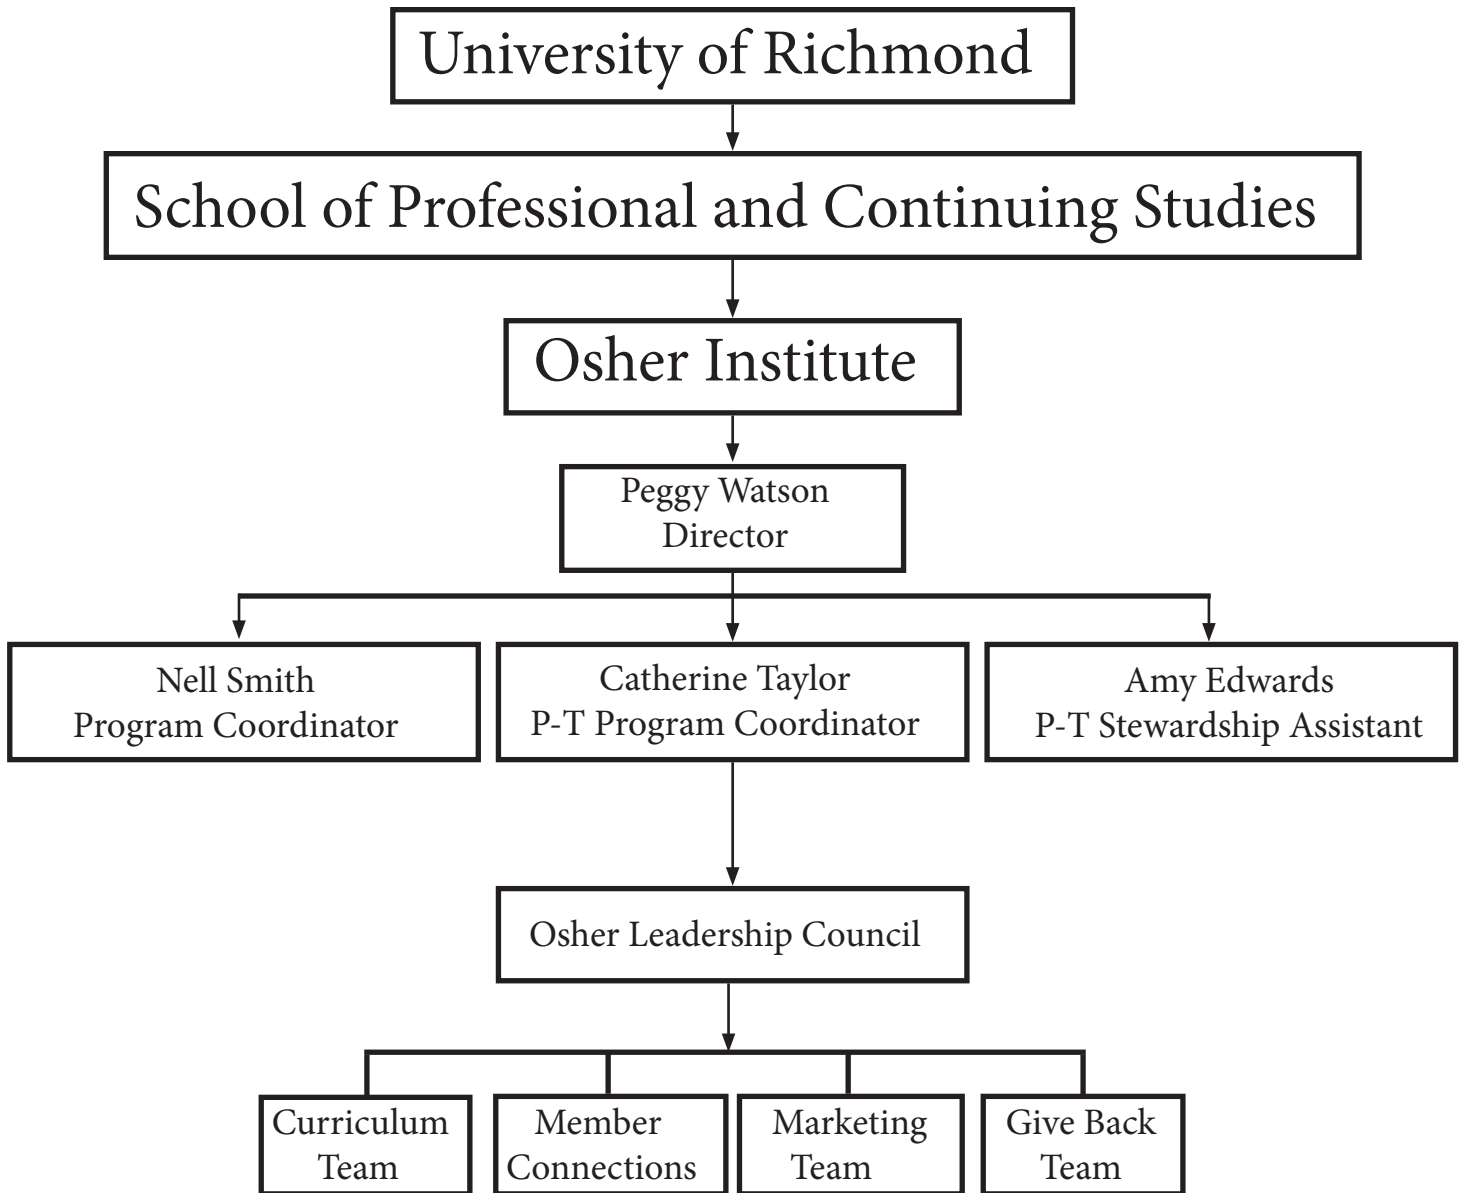 University of Richmond
School of Professional and Continuing Studies
Osher Institute
Peggy Watson
Director
Nell Smith
Program Coordinator
Catherine Taylor
P-T Program Coordinator
Amy Edwards
P-T Stewardship Assistant
Osher Leadership Council
Curriculum
Team
Member
Connections
Marketing
Team
Give Back
Team